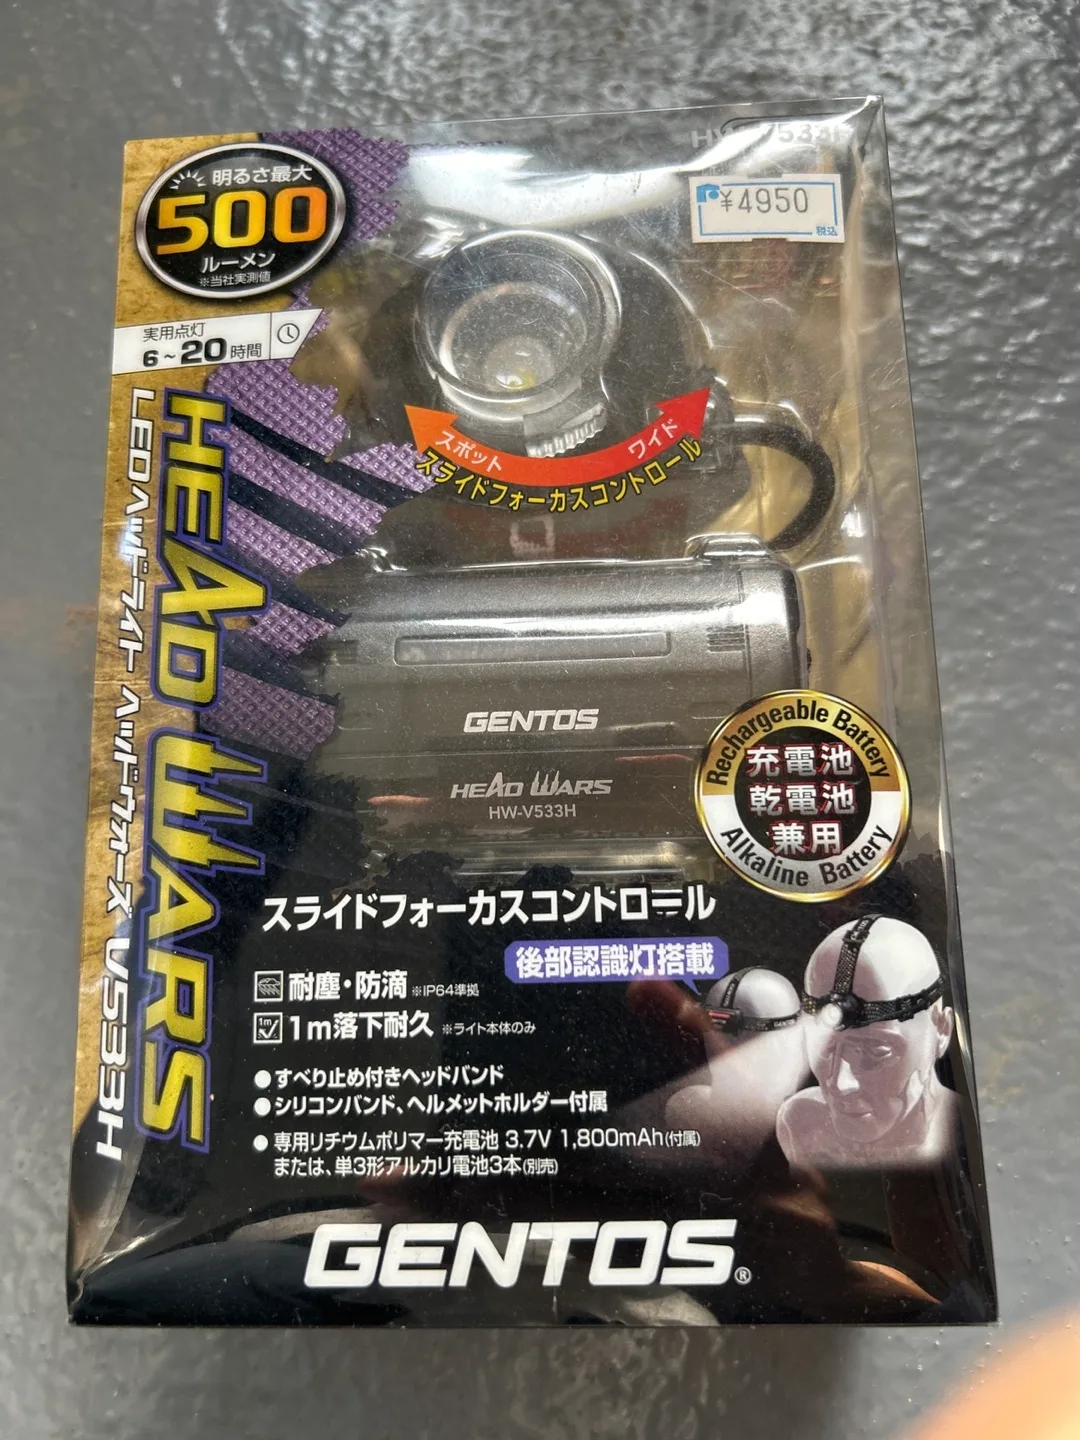 HW-V533H
明るさ最大
500
ルーメン
※当社実測値
¥4950
税込
実用点灯
6~20時間
スポット
ワイド
スライドフォーカスコントロール
HEAD WARS
LEDヘッドライト ヘッドウォーズ V533H
GENTOS
HEAD WARS
HW-V533H
Rechargeable Battery
充電池
乾電池
兼用
Alkaline Battery
スライドフォーカスコントロール
後部認識灯搭載
耐塵・防滴 ※IP64準拠
1m
1m落下耐久 ※ライト本体のみ
●すべり止め付きヘッドバンド
●シリコンバンド、ヘルメットホルダー付属
●専用リチウムポリマー充電池 3.7V 1,800mAh(付属)
または、単3形アルカリ電池3本(別売)
GENTOS
GENTOS®